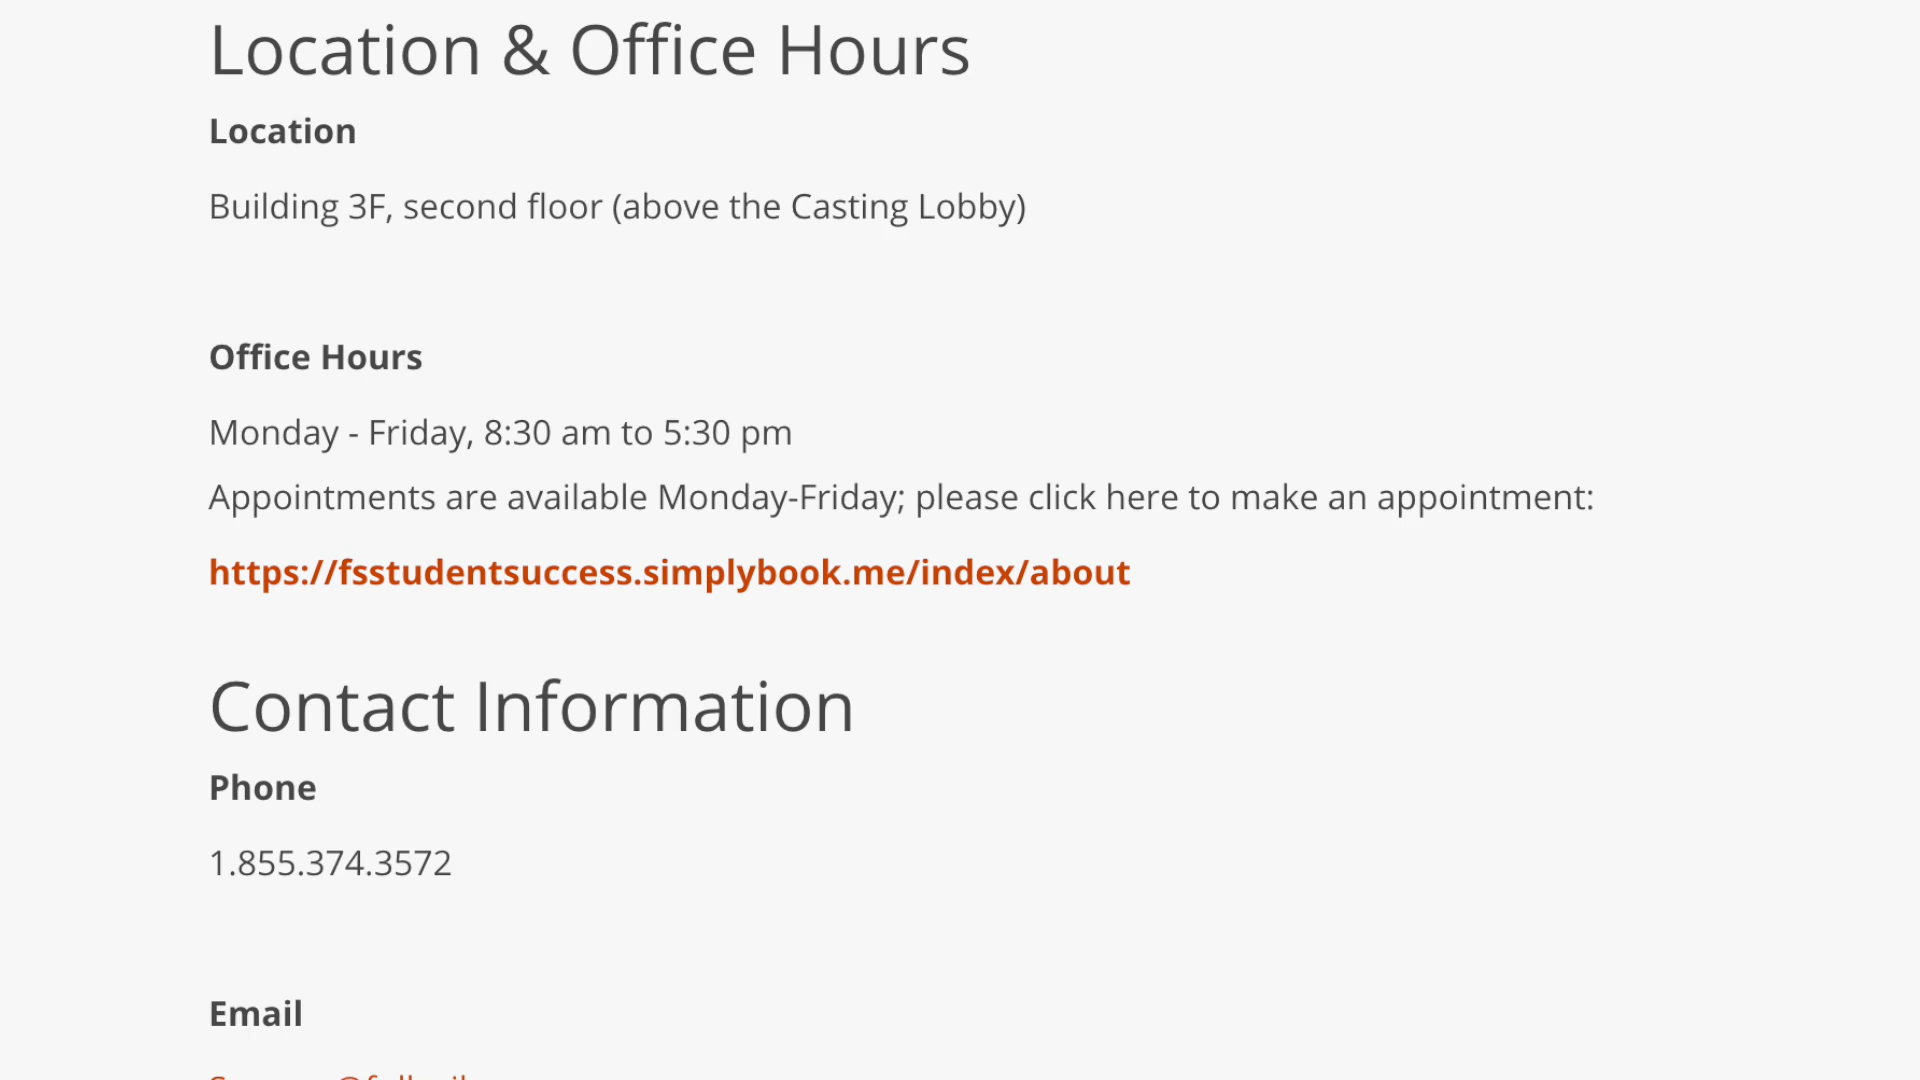 Location & Office Hours
Location
Building 3F, second floor (above the Casting Lobby)
Office Hours
Monday - Friday, 8:30 am to 5:30 pm
Appointments are available Monday-Friday; please click here to make an appointment:
https://fsstudentsuccess.simplybook.me/index/about
Contact Information
Phone
1.855.374.3572
Email